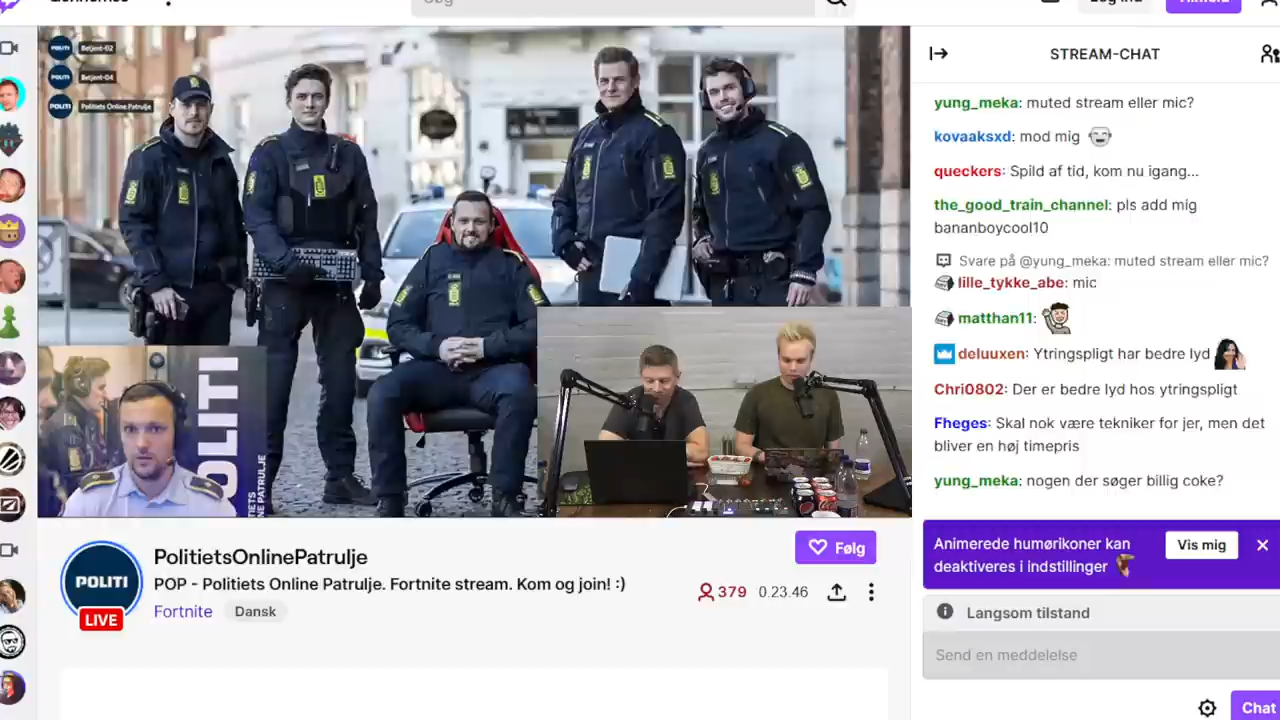 Søg
Log ind
POLITI Betjent-02
POLITI Betjent-04
POLITI Politiets Online Patrulje
STREAM-CHAT
yung_meka: muted stream eller mic?
kovaaksxd: mod mig
queckers: Spild af tid, kom nu igang...
the_good_train_channel: pls add mig
bananboycool10
Svare på @yung_meka: muted stream eller mic?
lille_tykke_abe: mic
matthan11:
deluuxen: Ytringspligt har bedre lyd
Chri0802: Der er bedre lyd hos ytringspligt
Fheges: Skal nok være tekniker for jer, men det
bliver en høj timepris
yung_meka: nogen der søger billig coke?
Animerede humørikoner kan
deaktiveres i indstillinger
Vis mig
Langsom tilstand
Send en meddelelse
Chat
POLITI
LIVE
PolitietsOnlinePatrulje
POP - Politiets Online Patrulje. Fortnite stream. Kom og join! :)
Fortnite
Dansk
Følg
379
0.23.46